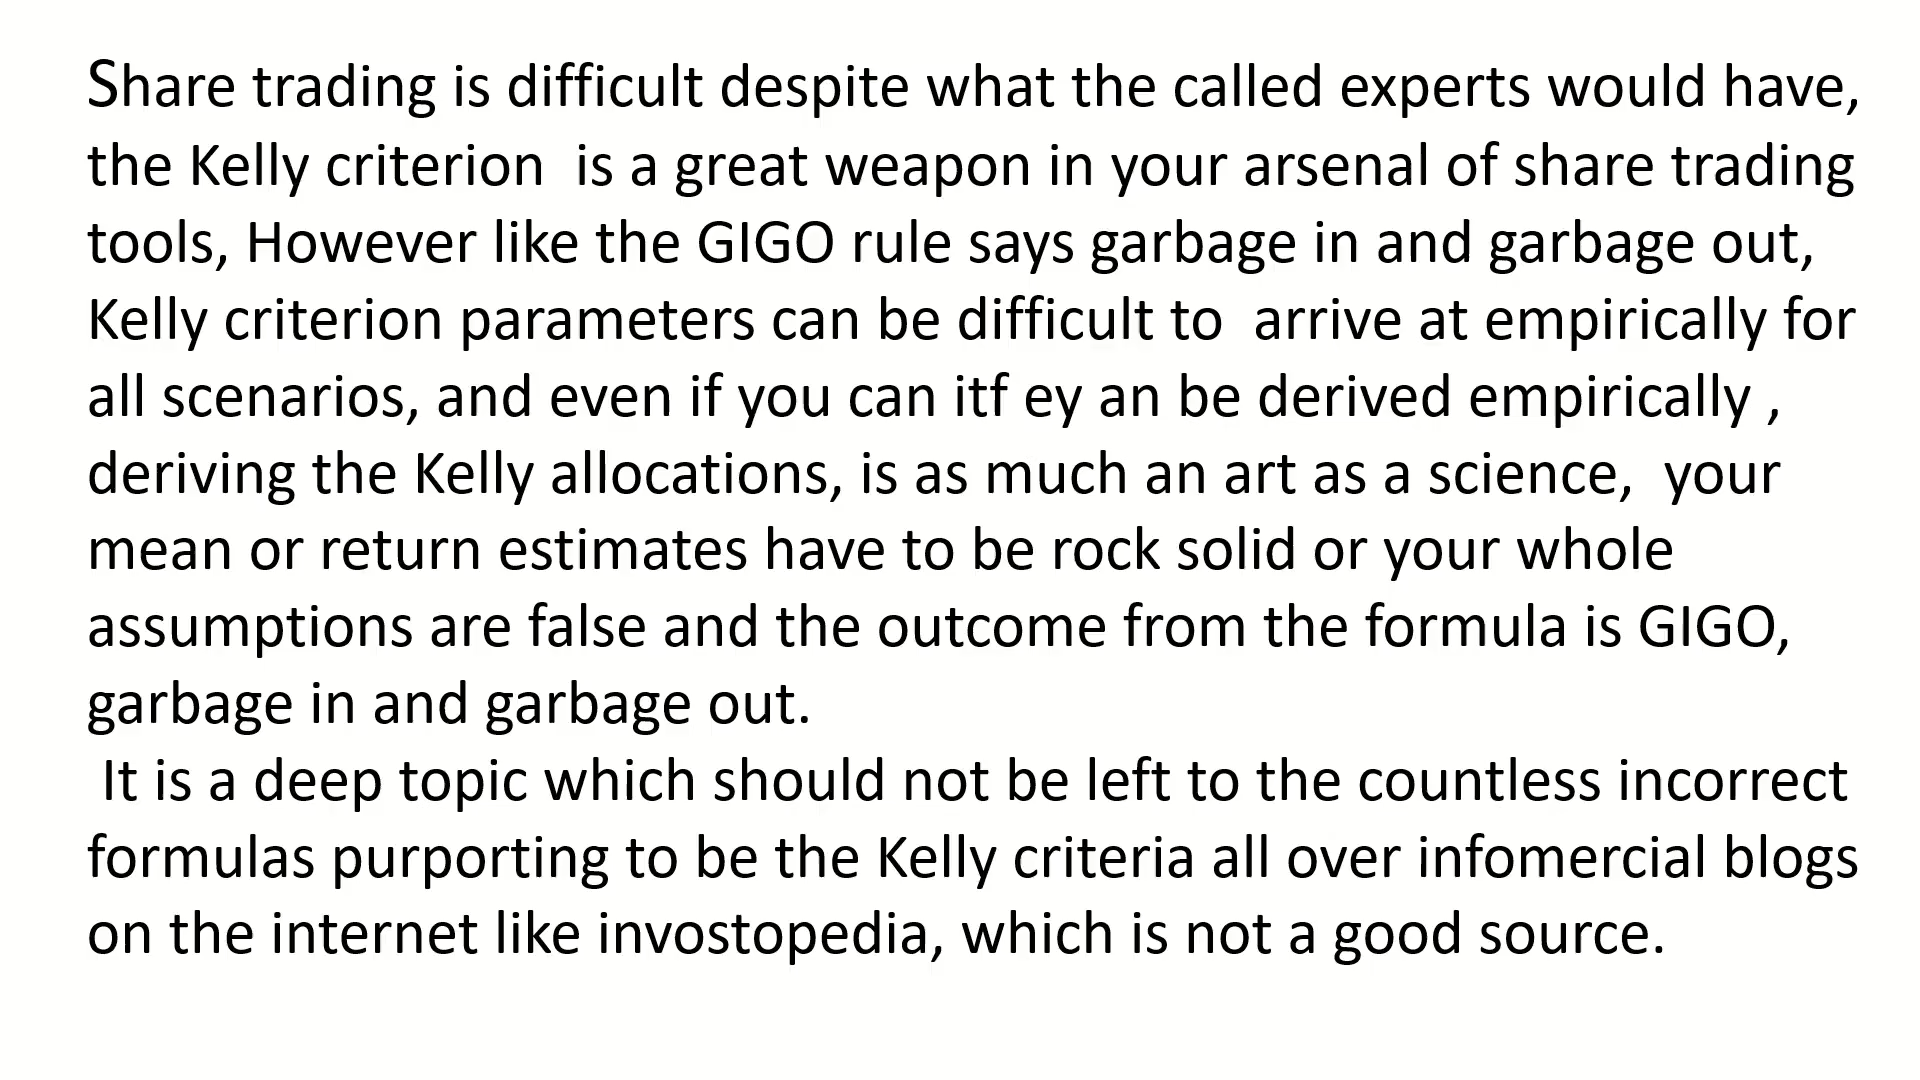 Share trading is difficult despite what the called experts would have,
the Kelly criterion  is a great weapon in your arsenal of share trading
tools, However like the GIGO rule says garbage in and garbage out,
Kelly criterion parameters can be difficult to  arrive at empirically for
all scenarios, and even if you can itf ey an be derived empirically ,
deriving the Kelly allocations, is as much an art as a science,  your
mean or return estimates have to be rock solid or your whole
assumptions are false and the outcome from the formula is GIGO,
garbage in and garbage out.
It is a deep topic which should not be left to the countless incorrect
formulas purporting to be the Kelly criteria all over infomercial blogs
on the internet like invostopedia, which is not a good source.